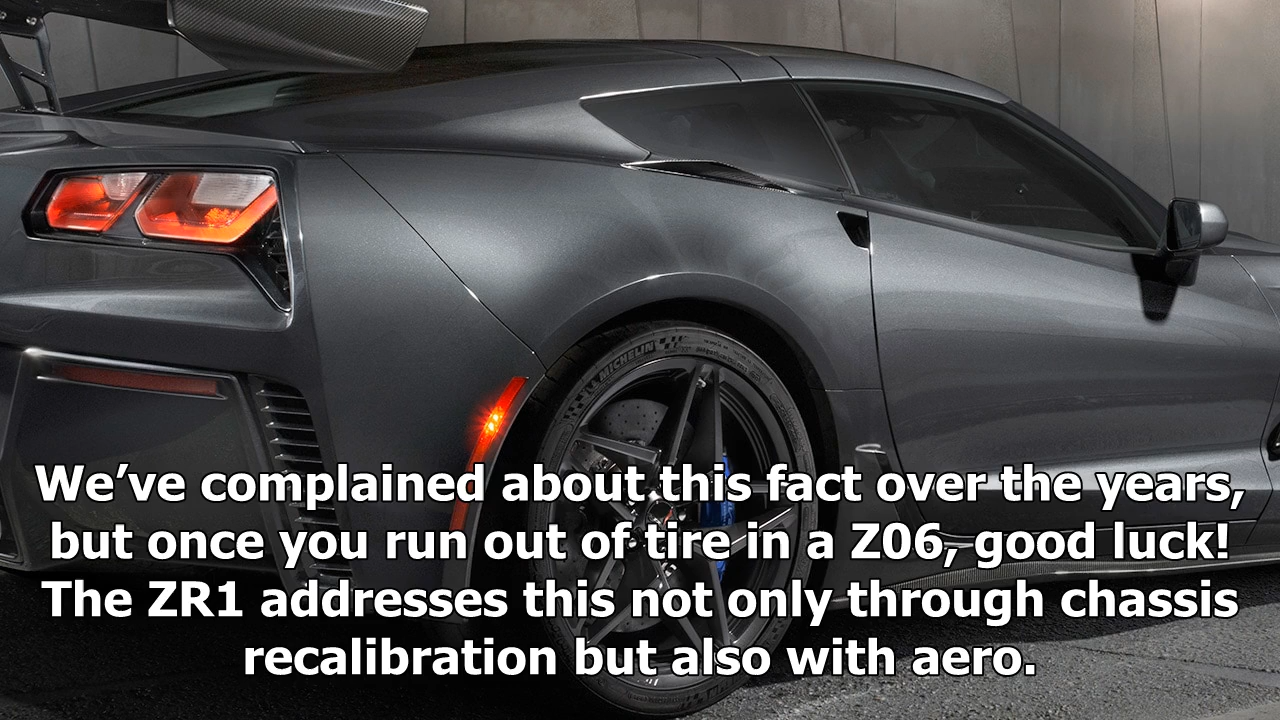 MICHELIN
We’ve complained about this fact over the years,
but once you run out of tire in a Z06, good luck!
The ZR1 addresses this not only through chassis
recalibration but also with aero.